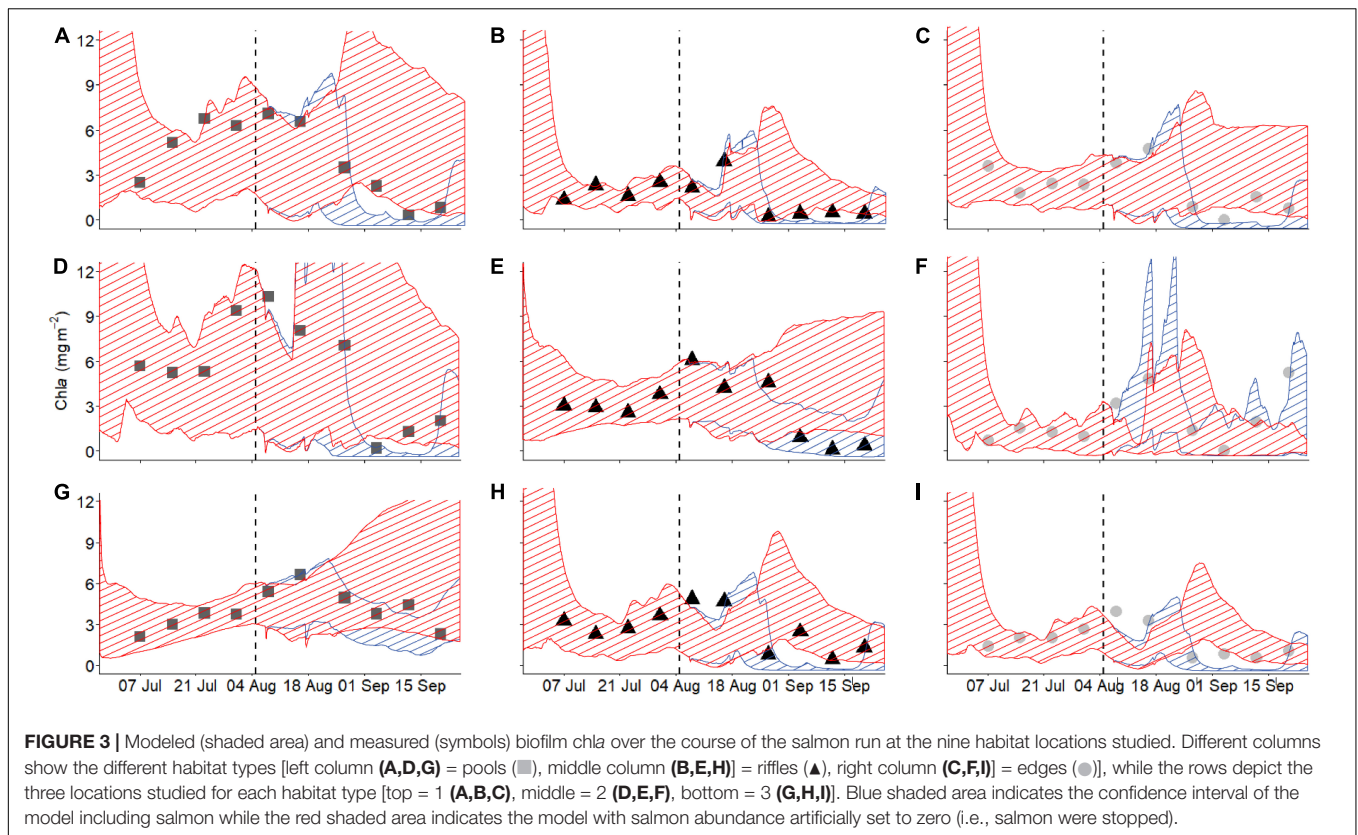 A
B
C
12
9
6
3
0
D
E
F
12
9
6
3
0
Chla (mg m−2)
G
H
I
12
9
6
3
0
07 Jul 21 Jul 04 Aug 18 Aug 01 Sep 15 Sep
07 Jul 21 Jul 04 Aug 18 Aug 01 Sep 15 Sep
07 Jul 21 Jul 04 Aug 18 Aug 01 Sep 15 Sep
FIGURE 3 | Modeled (shaded area) and measured (symbols) biofilm chla over the course of the salmon run at the nine habitat locations studied. Different columns
show the different habitat types [left column (A,D,G) = pools (■), middle column (B,E,H)] = riffles (▲), right column (C,F,I)] = edges (●)], while the rows depict the
three locations studied for each habitat type [top = 1 (A,B,C), middle = 2 (D,E,F), bottom = 3 (G,H,I)]. Blue shaded area indicates the confidence interval of the
model including salmon while the red shaded area indicates the model with salmon abundance artificially set to zero (i.e., salmon were stopped).